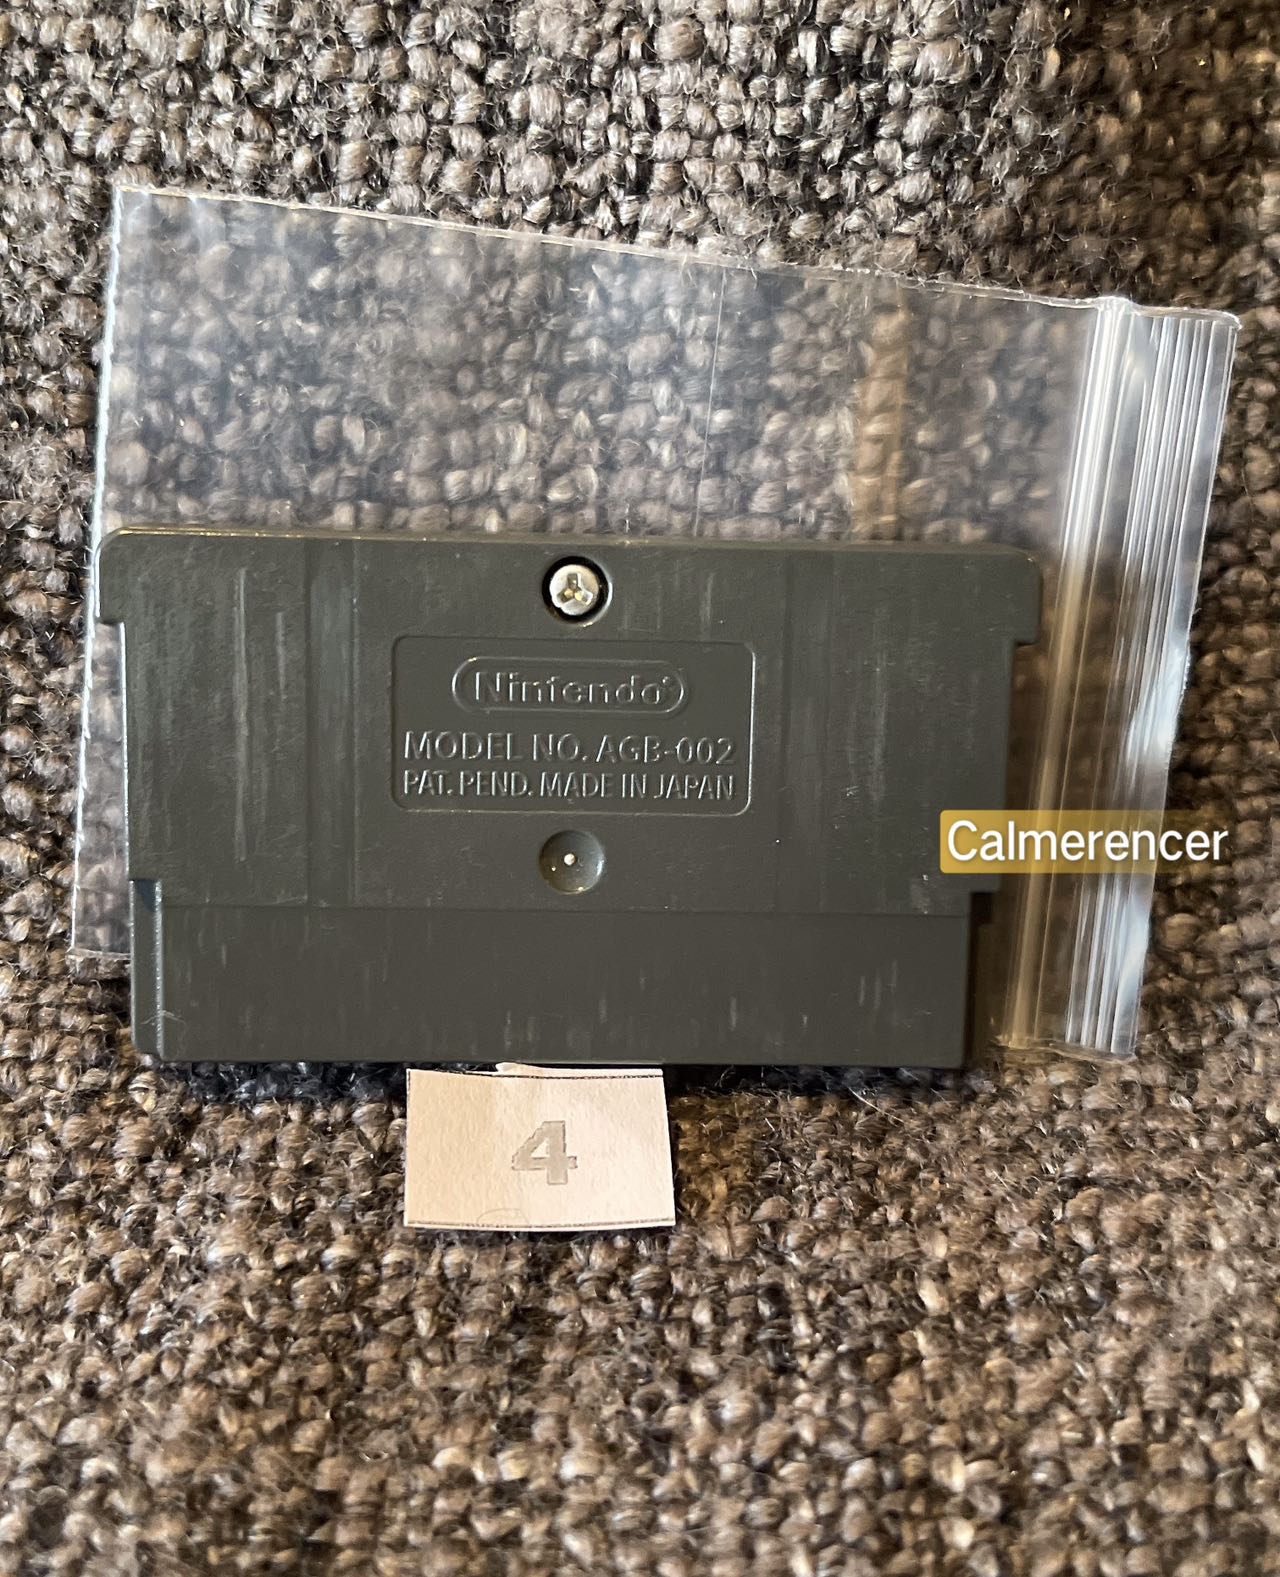 Nintendo®
MODEL NO. AGB-002
PAT. PEND. MADE IN JAPAN
Calmerencer
4